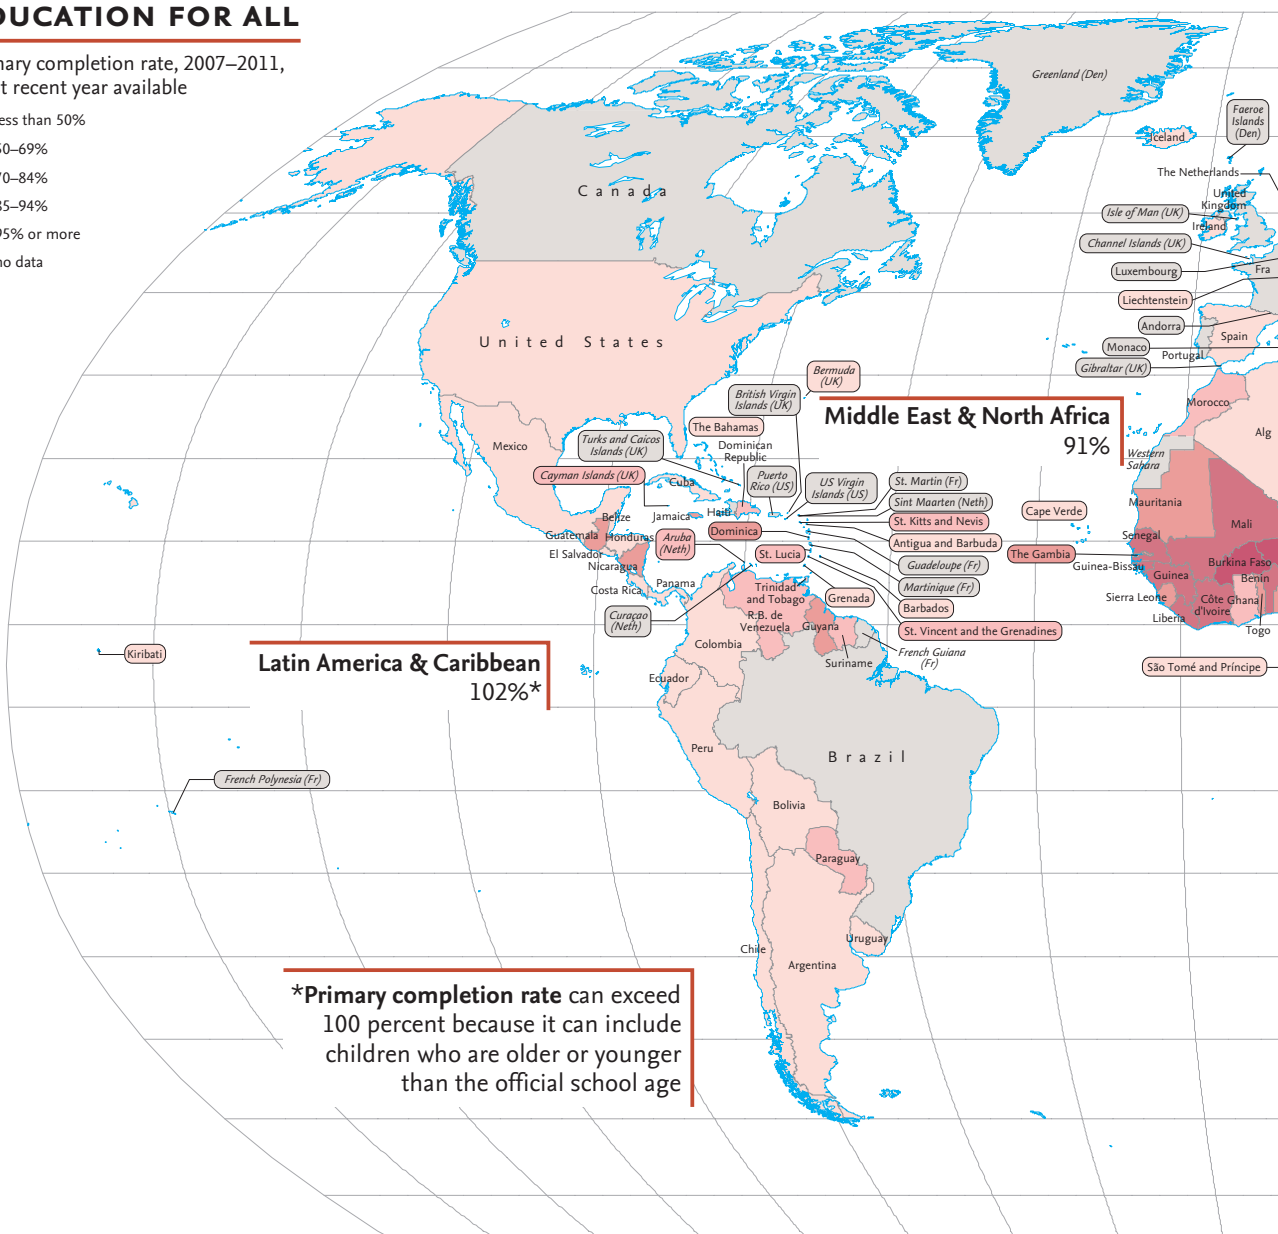 DUCATION FOR ALL
mary completion rate, 2007–2011,
st recent year available
less than 50%
50–69%
70–84%
85–94%
95% or more
no data
Greenland (Den)
Faeroe
Islands
(Den)
Iceland
The Netherlands
United
Kingdom
Isle of Man (UK)
Ireland
Channel Islands (UK)
Luxembourg
Fra
Liechtenstein
Andorra
Spain
Monaco
Portugal
Gibraltar (UK)
Canada
United States
Bermuda
(UK)
British Virgin
Islands (UK)
Middle East & North Africa
91%
Morocco
Alg
Western
Sahara
The Bahamas
Mexico
Turks and Caicos
Islands (UK)
Dominican
Republic
Cayman Islands (UK)
Cuba
Puerto
Rico (US)
US Virgin
Islands (US)
St. Martin (Fr)
Sint Maarten (Neth)
St. Kitts and Nevis
Antigua and Barbuda
Guadeloupe (Fr)
Martinique (Fr)
Barbados
St. Vincent and the Grenadines
Belize
Jamaica
Haiti
Dominica
Guatemala
Honduras
Aruba
(Neth)
St. Lucia
El Salvador
Nicaragua
Costa Rica
Panama
Trinidad
and Tobago
Grenada
Curaçao
(Neth)
R.B. de
Venezuela
Guyana
Colombia
Suriname
French Guiana
(Fr)
Ecuador
Cape Verde
Mauritania
Mali
Senegal
The Gambia
Guinea-Bissau
Burkina Faso
Guinea
Benin
Sierra Leone
Côte
d'Ivoire
Ghana
Liberia
Togo
São Tomé and Príncipe
Kiribati
Latin America & Caribbean
102%*
French Polynesia (Fr)
Peru
Brazil
Bolivia
Paraguay
Chile
Uruguay
Argentina
*Primary completion rate can exceed
100 percent because it can include
children who are older or younger
than the official school age